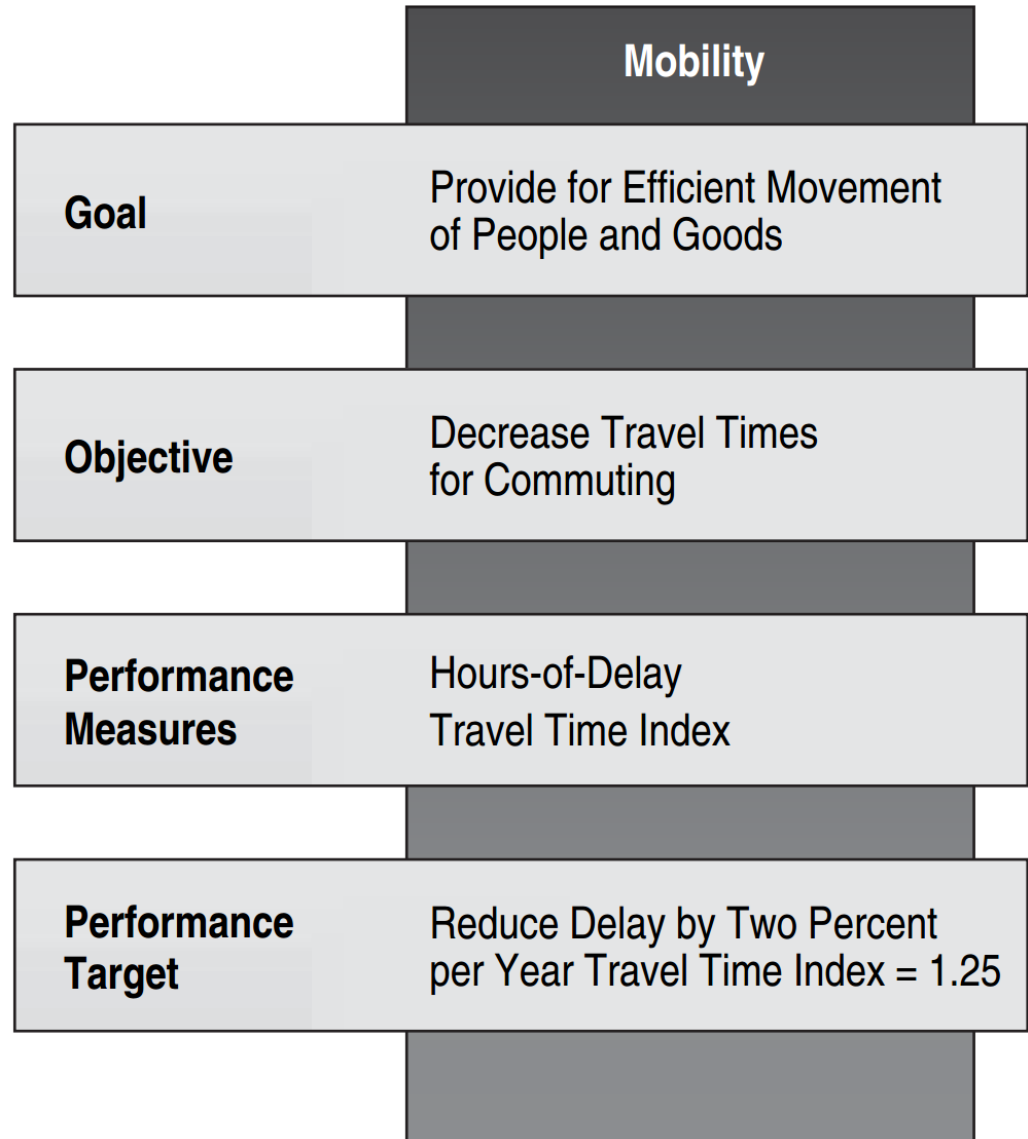 Mobility
Goal
Provide for Efficient Movement
of People and Goods
Objective
Decrease Travel Times
for Commuting
Performance
Measures
Hours-of-Delay
Travel Time Index
Performance
Target
Reduce Delay by Two Percent
per Year Travel Time Index = 1.25